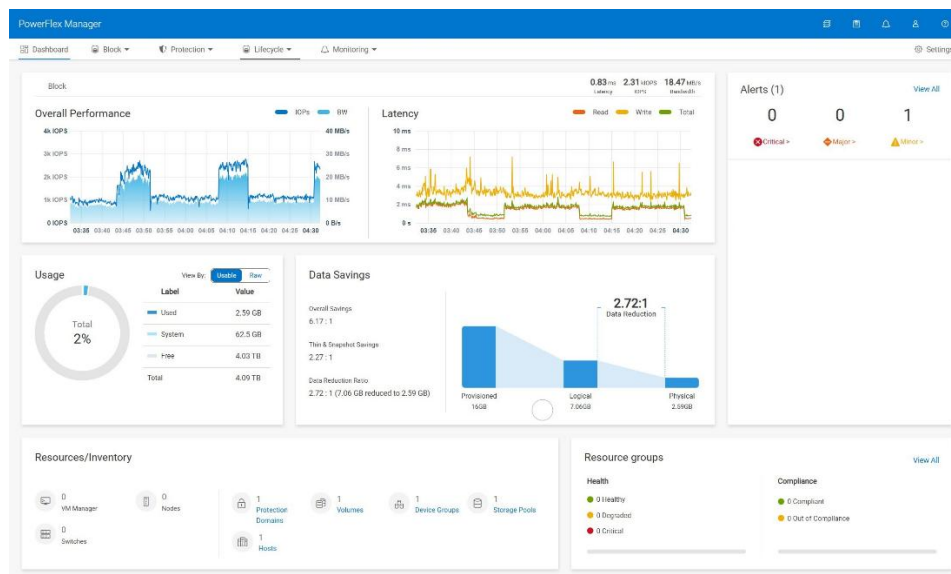 PowerFlex Manager
Dashboard Block Protection Lifecycle Monitoring Settings
Block
0.83 ms 2.31 kIOPS 18.47 MB/s
Latency IOPS Bandwidth
Overall Performance
IOPs BW
4k IOPS 40 MB/s
3k IOPS 30 MB/s
2k IOPS 20 MB/s
1k IOPS 10 MB/s
0 IOPS 0 B/s
03:35 03:40 03:45 03:50 03:55 04:00 04:05 04:10 04:15 04:20 04:25 04:30
Latency
Read Write Total
10 ms
8 ms
6 ms
4 ms
2 ms
0 s
03:35 03:40 03:45 03:50 03:55 04:00 04:05 04:10 04:15 04:20 04:25 04:30
Alerts (1) View All
0 0 1
Critical > Major > Minor >
Usage
View By: Usable Raw
Label Value
Used 2.59 GB
System 62.5 GB
Free 4.03 TB
Total 4.09 TB
Total
2%
Data Savings
Overall Savings
6.17 : 1
Thin & Snapshot Savings
2.27 : 1
Data Reduction Ratio
2.72 : 1 (7.06 GB reduced to 2.59 GB)
2.72:1
Data Reduction
Provisioned Logical Physical
16GB 7.06GB 2.59GB
Resources/Inventory
0
VM Manager
0
Nodes
0
Switches
1
Protection
Domains
1
Volumes
1
Device Groups
1
Storage Pools
1
Hosts
Resource groups View All
Health
0 Healthy
0 Degraded
0 Critical
Compliance
0 Compliant
0 Out of Compliance